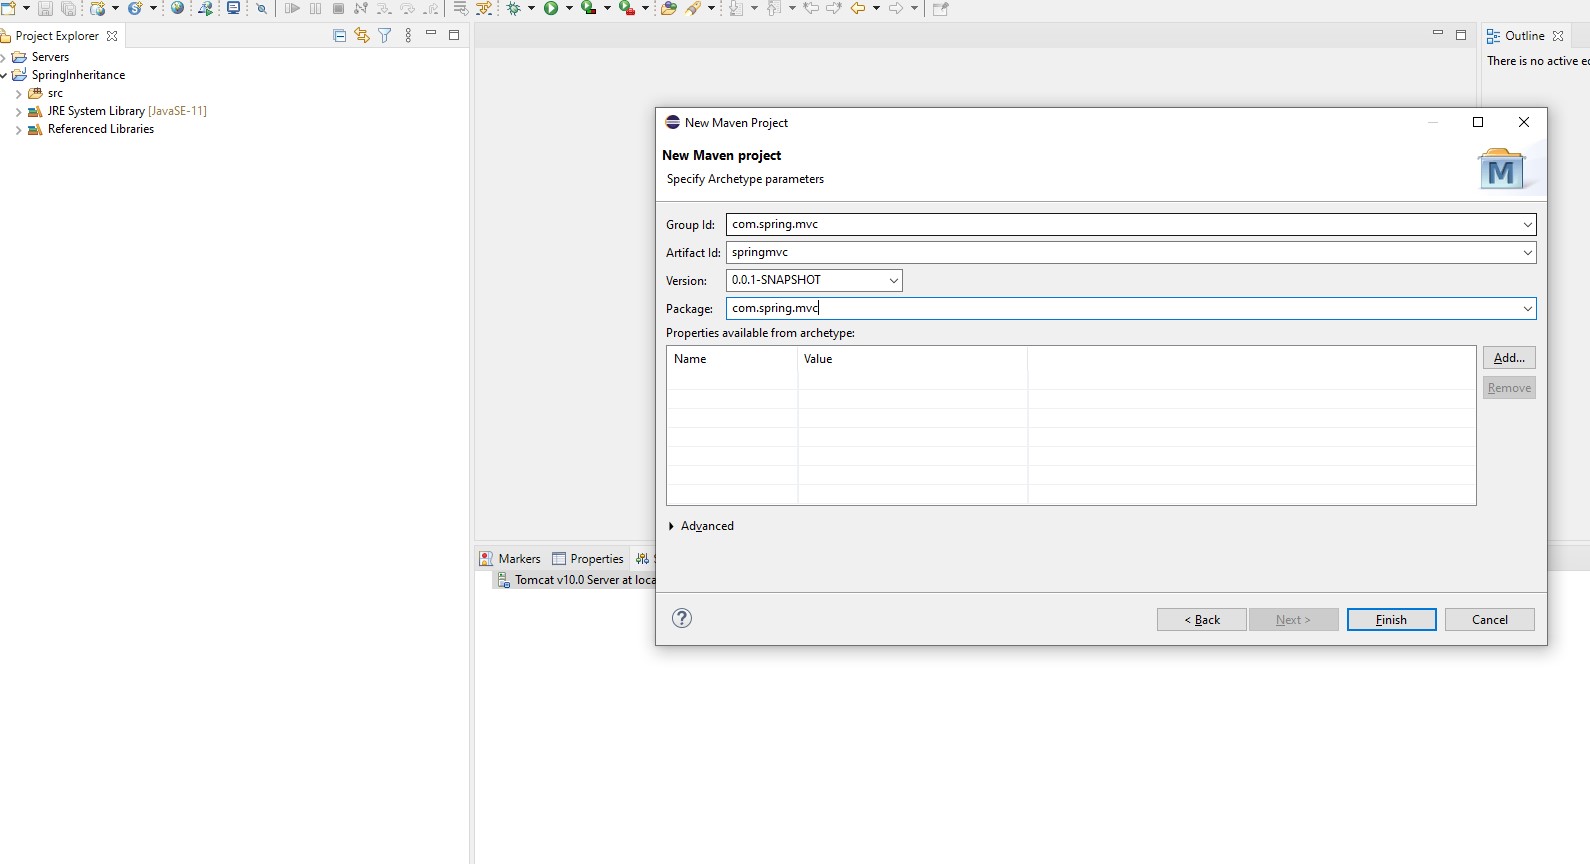 Project Explorer
Servers
SpringInheritance
src
JRE System Library [JavaSE-11]
Referenced Libraries
Outline
There is no active
New Maven Project
New Maven project
Specify Archetype parameters
M
Group Id: com.spring.mvc
Artifact Id: springmvc
Version: 0.0.1-SNAPSHOT
Package: com.spring.mvc
Properties available from archetype:
Name Value
Add...
Remove
Advanced
Markers Properties
Tomcat v10.0 Server at
< Back Next > Finish Cancel